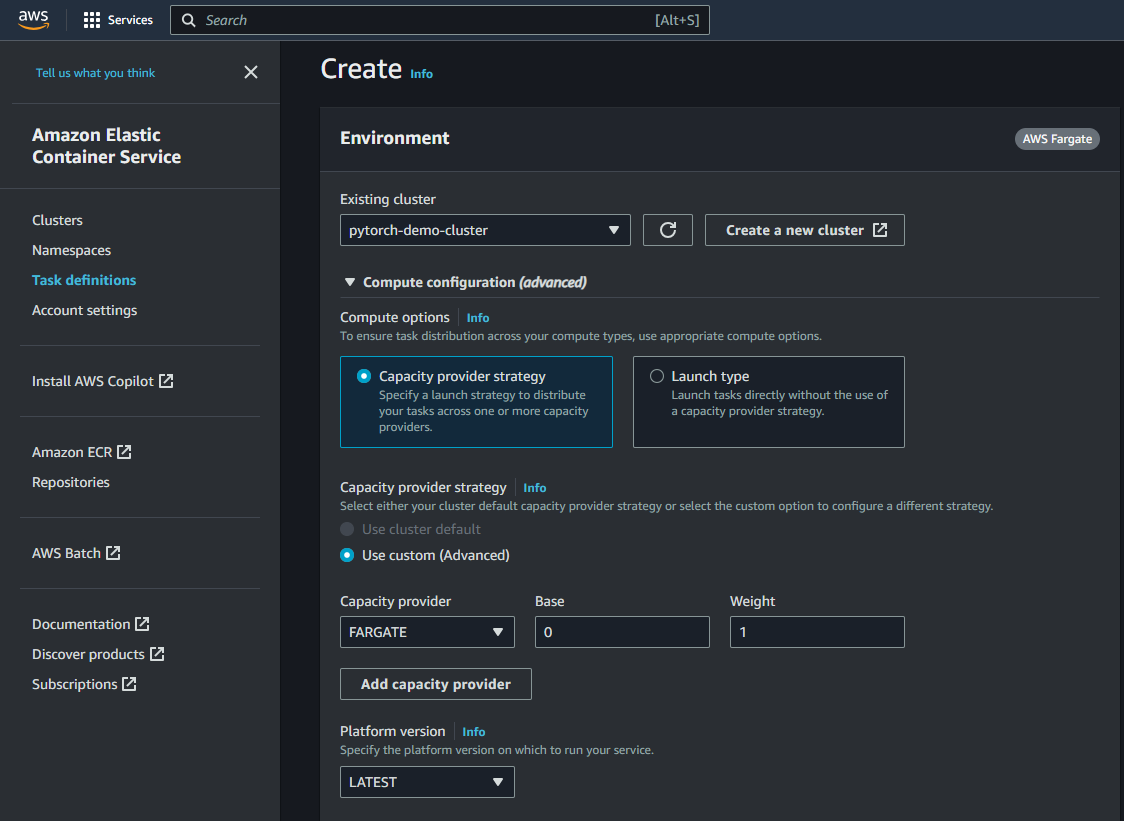 aws
Services
Search
[Alt+S]
Tell us what you think
Amazon Elastic
Container Service
Clusters
Namespaces
Task definitions
Account settings
Install AWS Copilot
Amazon ECR
Repositories
AWS Batch
Documentation
Discover products
Subscriptions
Create Info
Environment
AWS Fargate
Existing cluster
pytorch-demo-cluster
Create a new cluster
Compute configuration (advanced)
Compute options Info
To ensure task distribution across your compute types, use appropriate compute options.
Capacity provider strategy
Specify a launch strategy to distribute
your tasks across one or more capacity
providers.
Launch type
Launch tasks directly without the use of
a capacity provider strategy.
Capacity provider strategy Info
Select either your cluster default capacity provider strategy or select the custom option to configure a different strategy.
Use cluster default
Use custom (Advanced)
Capacity provider
Base
Weight
FARGATE
0
1
Add capacity provider
Platform version Info
Specify the platform version on which to run your service.
LATEST